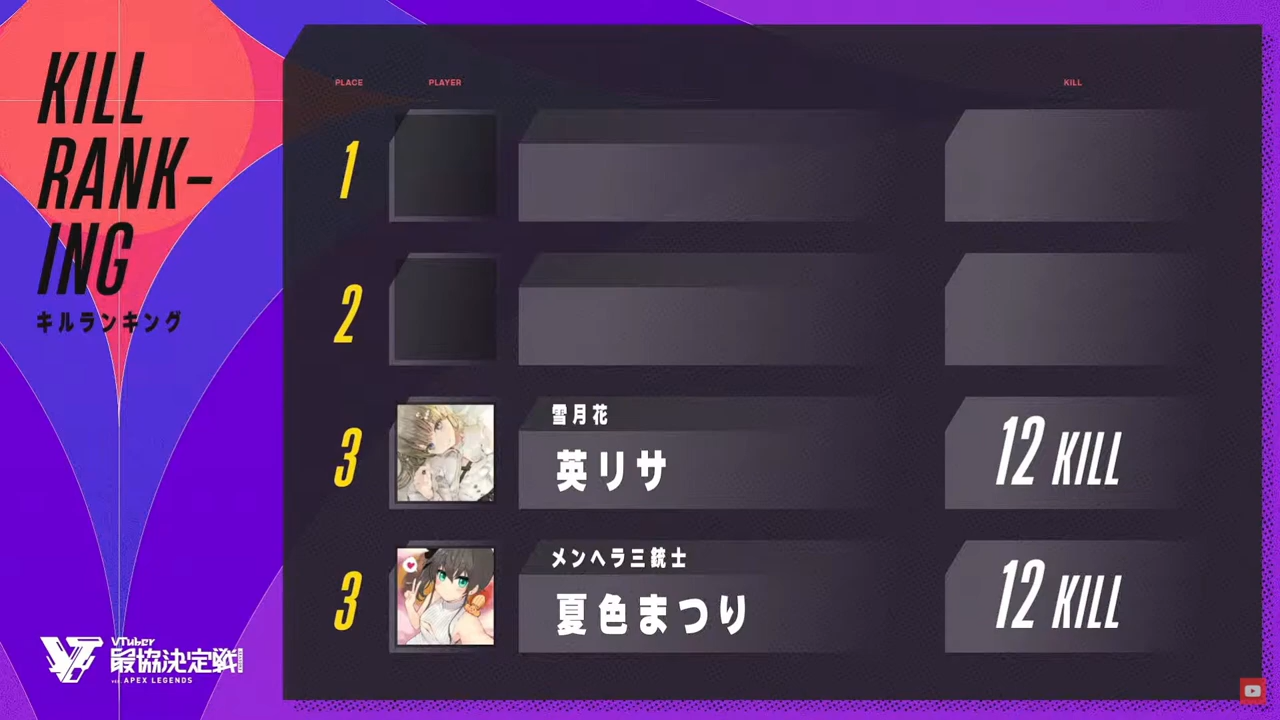 KILL
RANK-
ING
キルランキング
PLACE PLAYER KILL
1
2
3 雪月花
英リサ 12 KILL
3 メンヘラ三銃士
夏色まつり 12 KILL
VTuber
最協決定戦
ver. APEX LEGENDS